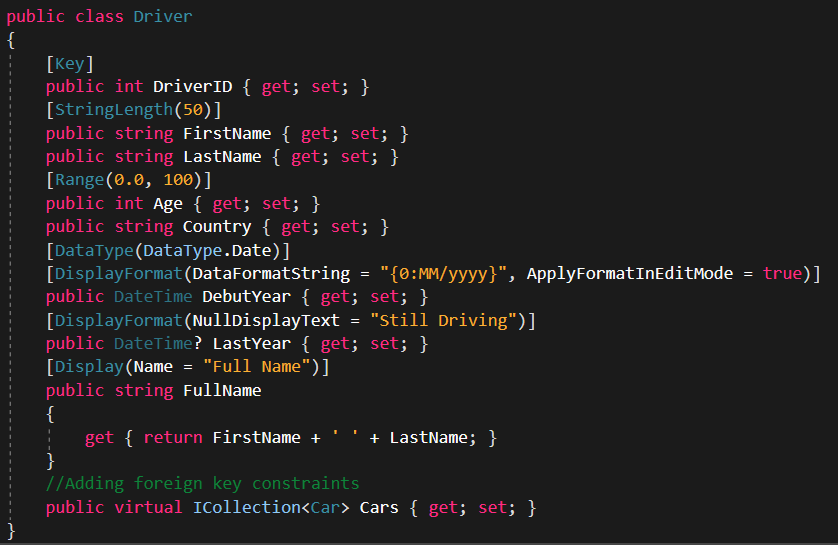 public class Driver
{
[Key]
public int DriverID { get; set; }
[StringLength(50)]
public string FirstName { get; set; }
public string LastName { get; set; }
[Range(0.0, 100)]
public int Age { get; set; }
public string Country { get; set; }
[DataType(DataType.Date)]
[DisplayFormat(DataFormatString = "{0:MM/yyyy}", ApplyFormatInEditMode = true)]
public DateTime DebutYear { get; set; }
[DisplayFormat(NullDisplayText = "Still Driving")]
public DateTime? LastYear { get; set; }
[Display(Name = "Full Name")]
public string FullName
{
get { return FirstName + ' ' + LastName; }
}
//Adding foreign key constraints
public virtual ICollection<Car> Cars { get; set; }
}